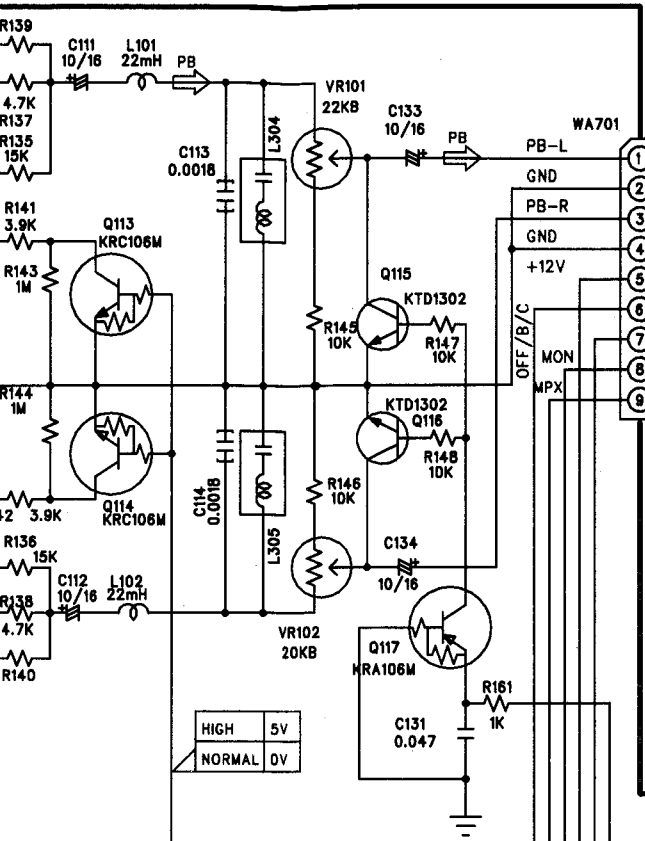 R139
C111
10/16
L101
22mH
PB
4.7K
R137
R135
15K
VR101
22KB
C133
10/16
PB
WA701
L304
C113
0.0018
PB-L
1
GND
2
PB-R
3
GND
4
+12V
5
OFF/B/C
6
7
MON
8
MPX
9
R141
3.9K
R143
1M
Q113
KRC106M
Q115
KTD1302
R145
10K
R147
10K
R144
1M
KTD1302
Q116
R148
10K
C114
0.0018
L305
R146
10K
42 3.9K
Q114
KRC106M
R136
15K
C112
10/16
L102
22mH
R138
4.7K
R140
C134
10/16
VR102
20KB
Q117
KRA106M
R161
1K
C131
0.047
HIGH 5V
NORMAL 0V